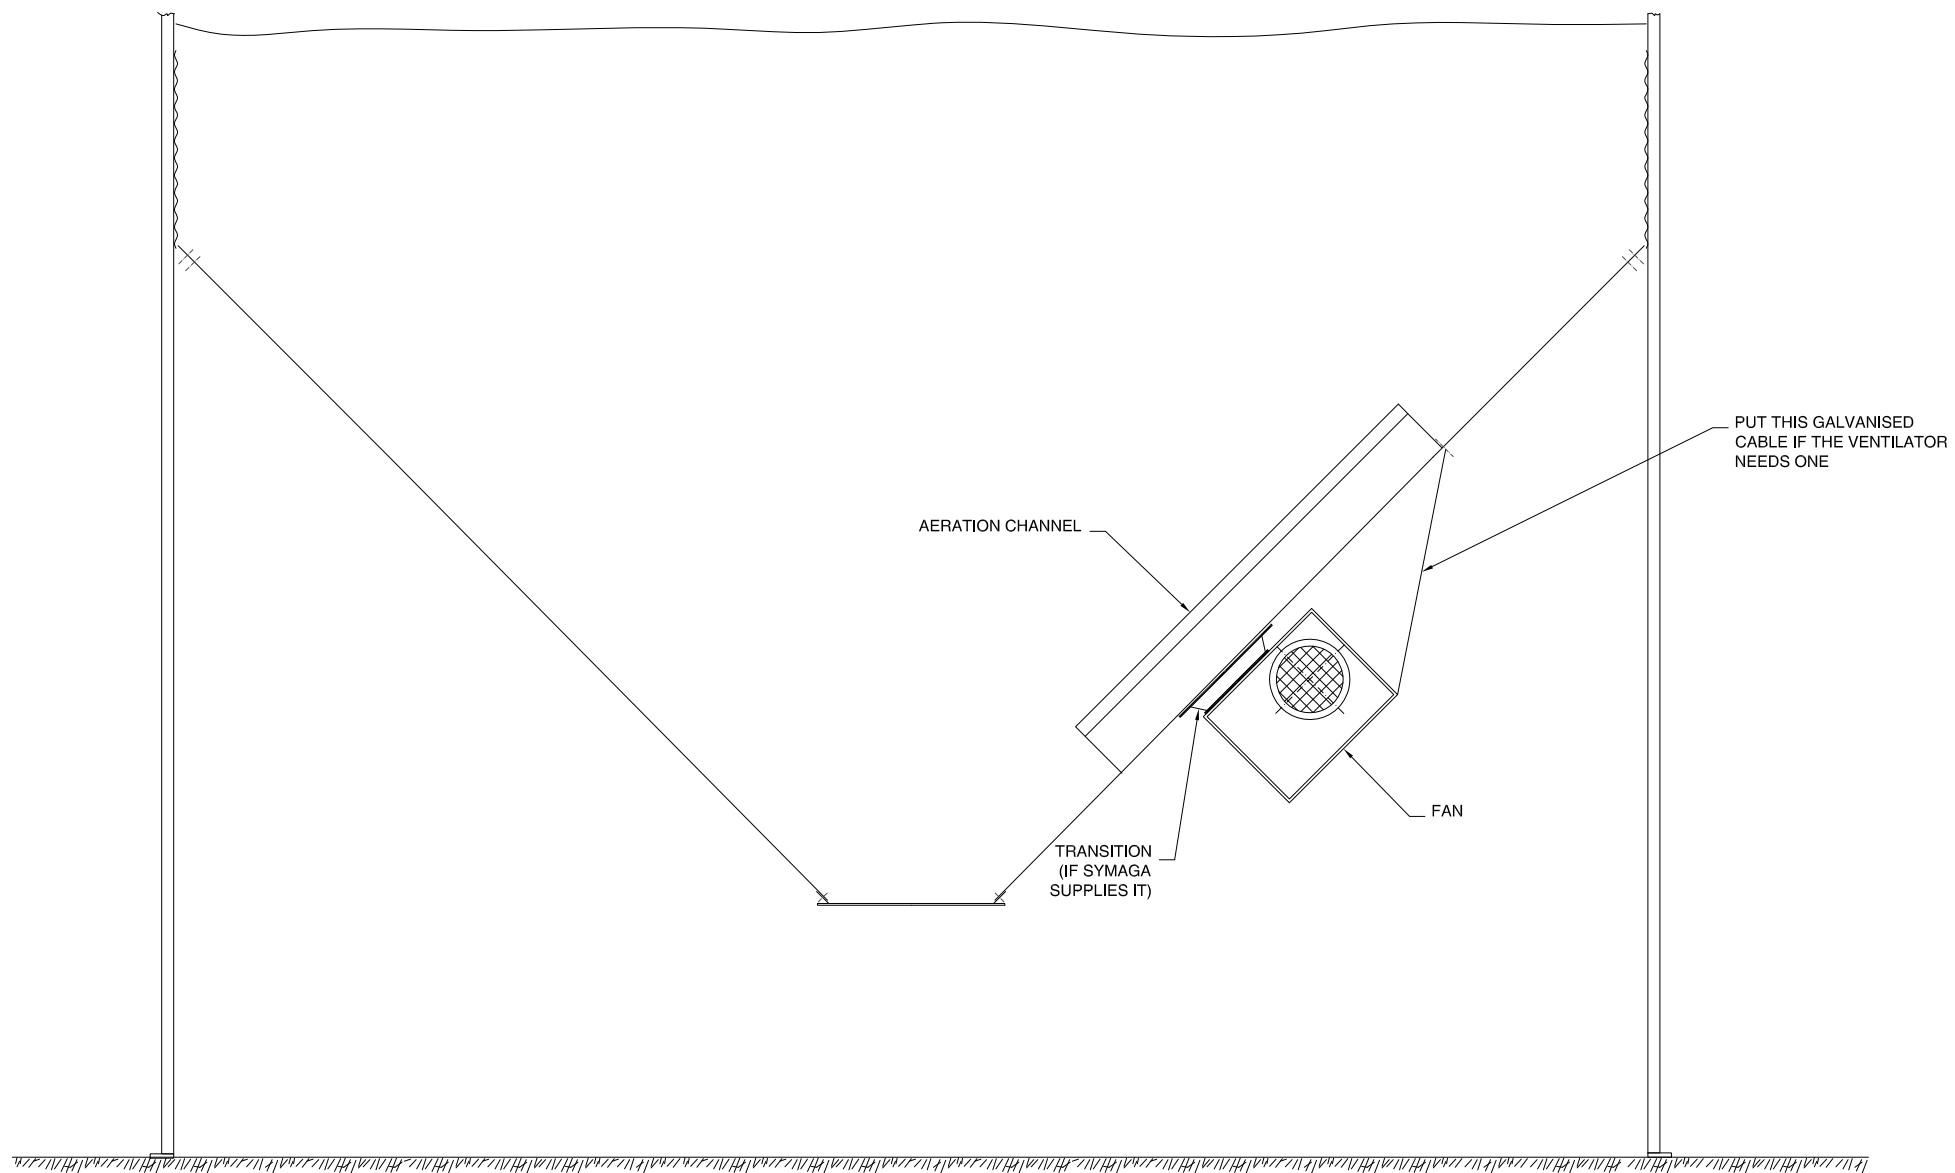 PUT THIS GALVANISED
CABLE IF THE VENTILATOR
NEEDS ONE
AERATION CHANNEL
FAN
TRANSITION
(IF SYMAGA
SUPPLIES IT)